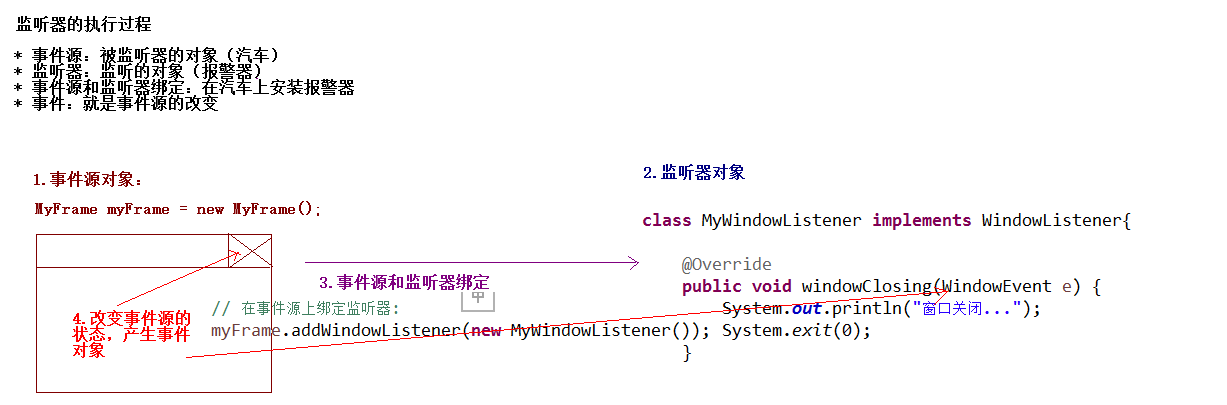 监听器的执行过程
* 事件源：被监听器的对象（汽车）
* 监听器：监听的对象（报警器）
* 事件源和监听器绑定：在汽车上安装报警器
* 事件：就是事件源的改变
1.事件源对象：
MyFrame myFrame = new MyFrame();
2.监听器对象
class MyWindowListener implements WindowListener{
@Override
public void windowClosing(WindowEvent e) {
System.out.println("窗口关闭...");
System.exit(0);
}
3.事件源和监听器绑定
// 在事件源上绑定监听器:
myFrame.addWindowListener(new MyWindowListener());
4.改变事件源的
状态，产生事件
对象